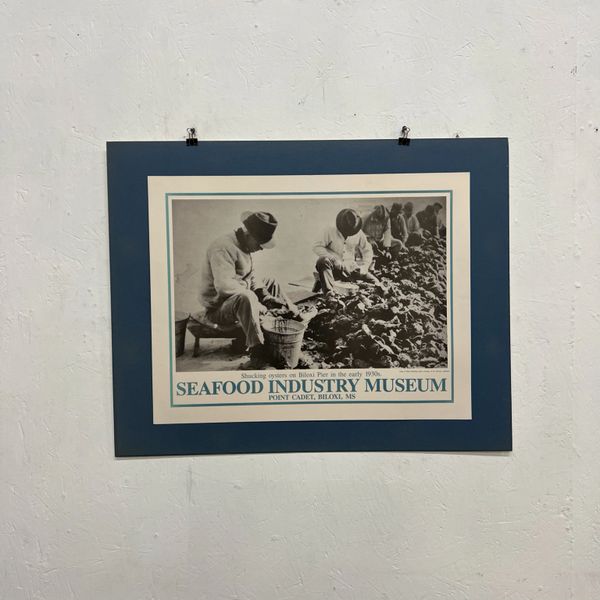 Shucking oysters on Biloxi Pier in the early 1930s.
SEAFOOD INDUSTRY MUSEUM
POINT CADET, BILOXI, MS